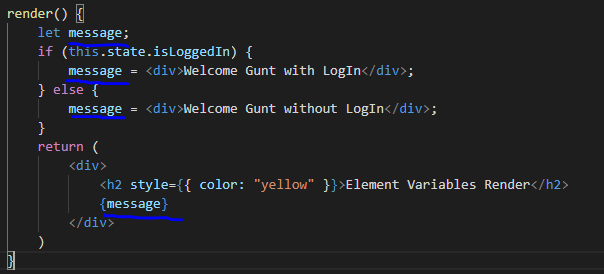 render() {
    let message;
    if (this.state.isLoggedIn) {
        message = <div>Welcome Gunt with LogIn</div>;
    } else {
        message = <div>Welcome Gunt without LogIn</div>;
    }
    return (
        <div>
            <h2 style={{ color: "yellow" }}>Element Variables Render</h2>
            {message}
        </div>
    )
}